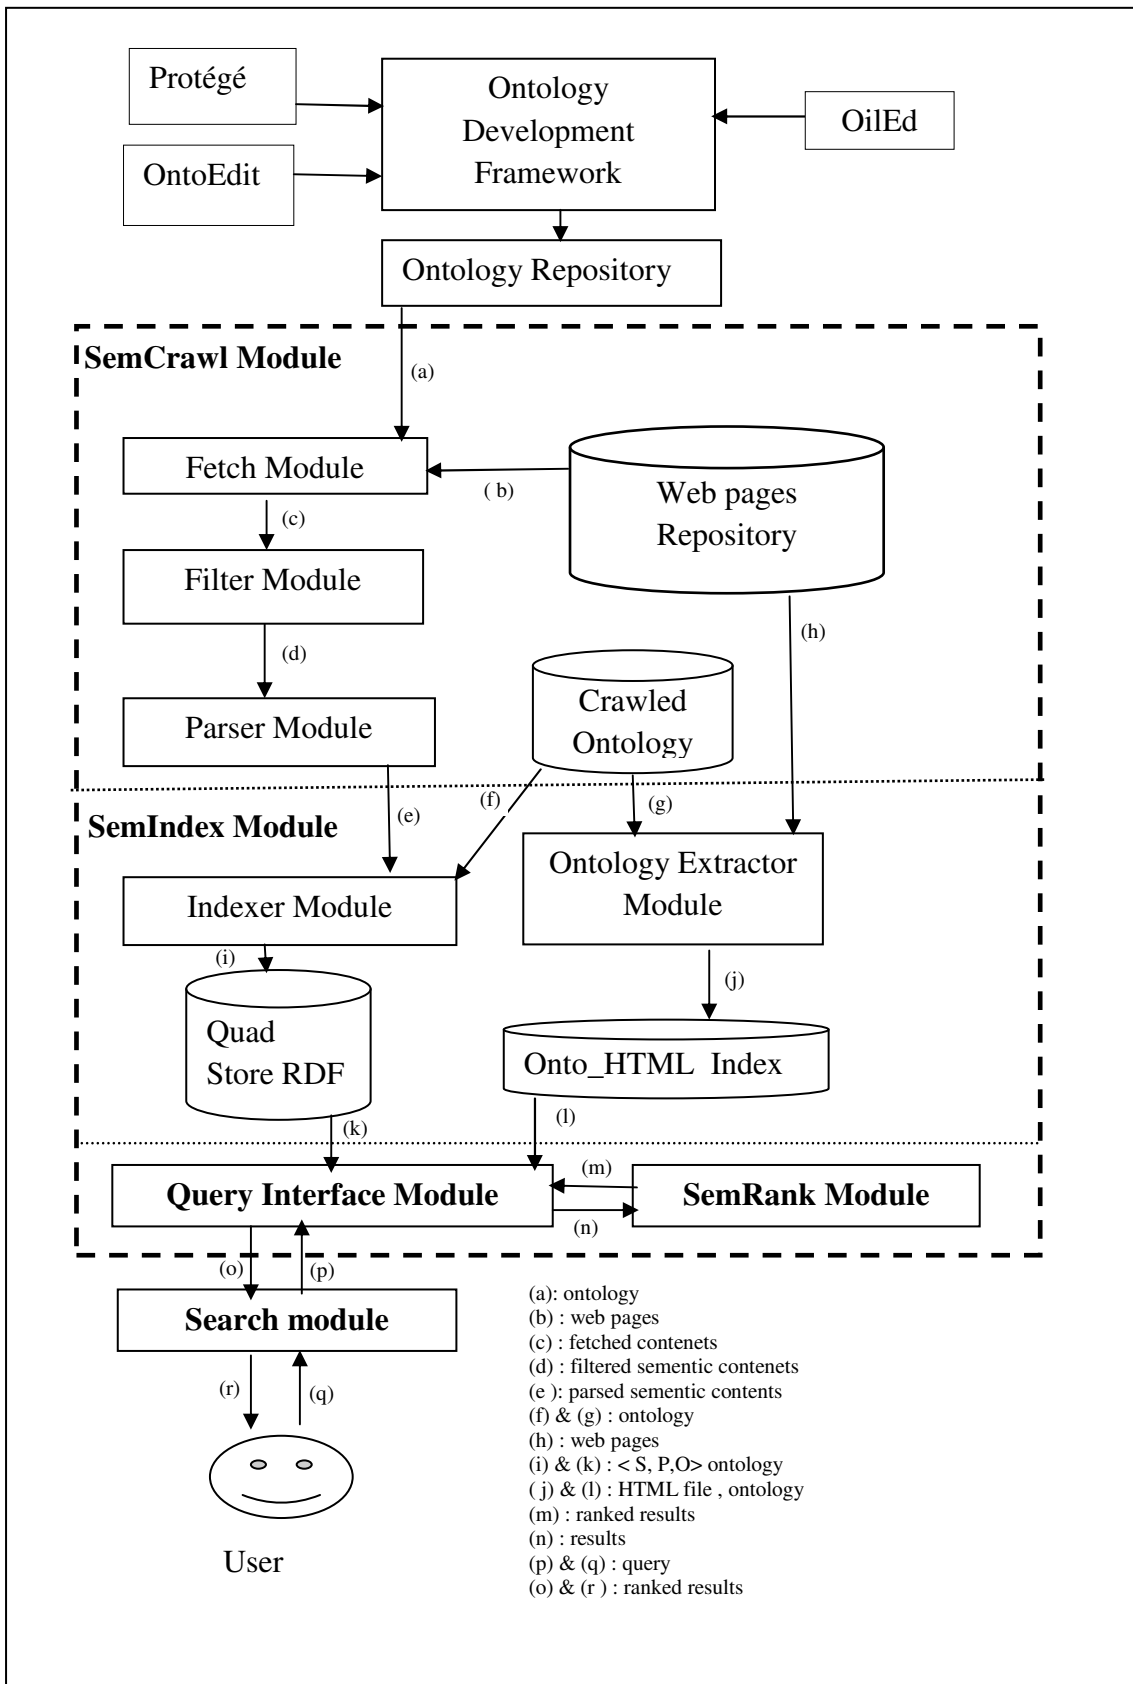 Protégé
Ontology
Development
Framework
OilEd
OntoEdit
Ontology Repository
SemCrawl Module
(a)
Fetch Module
( b)
Web pages
Repository
(c)
Filter Module
(h)
(d)
Crawled
Ontology
Parser Module
(e)
(f)
(g)
SemIndex Module
Ontology Extractor
Module
Indexer Module
(i)
(j)
Quad
Store RDF
Onto_HTML  Index
(k)
(l)
Query Interface Module
(m)
SemRank Module
(n)
(o)
(p)
Search module
(r)
(q)
User
(a): ontology
(b) : web pages
(c) : fetched contenets
(d) : filtered sementic contenets
(e ): parsed sementic contents
(f) & (g) : ontology
(h) : web pages
(i) & (k) : < S, P,O> ontology
( j) & (l) : HTML file , ontology
(m) : ranked results
(n) : results
(p) & (q) : query
(o) & (r ) : ranked results